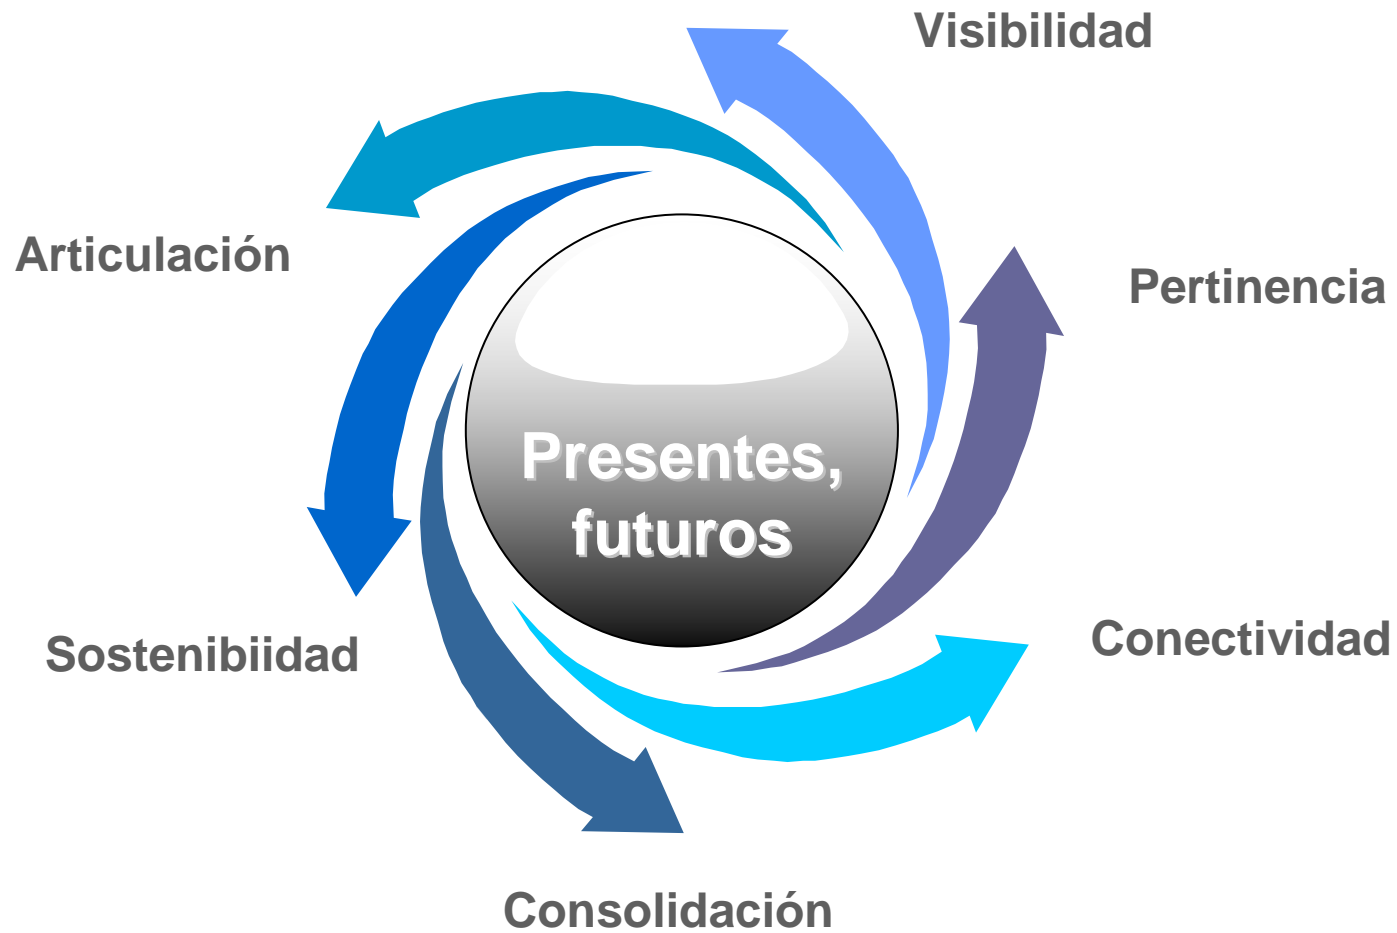 Visibilidad
Articulación
Pertinencia
Presentes,
futuros
Conectividad
Sostenibiidad
Consolidación